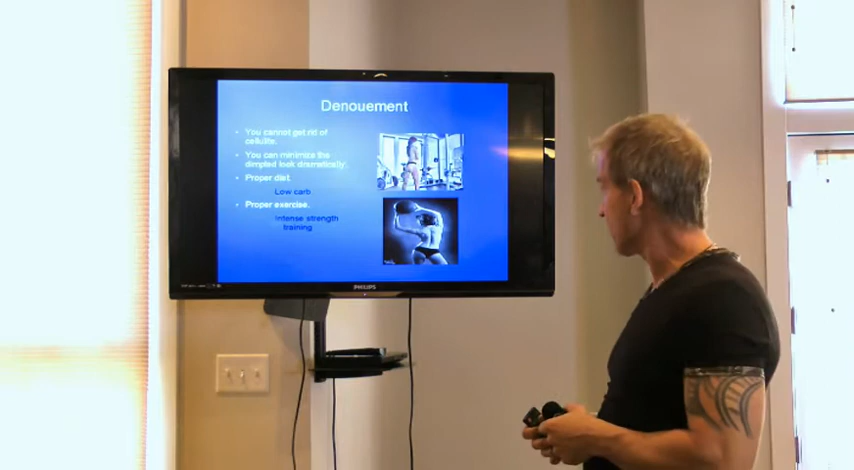 Denouement
• You cannot get rid of
cellulite.
• You can minimize the
dimpled look dramatically.
• Proper diet
Low carb
• Proper exercise.
Intense strength
training
PHILIPS